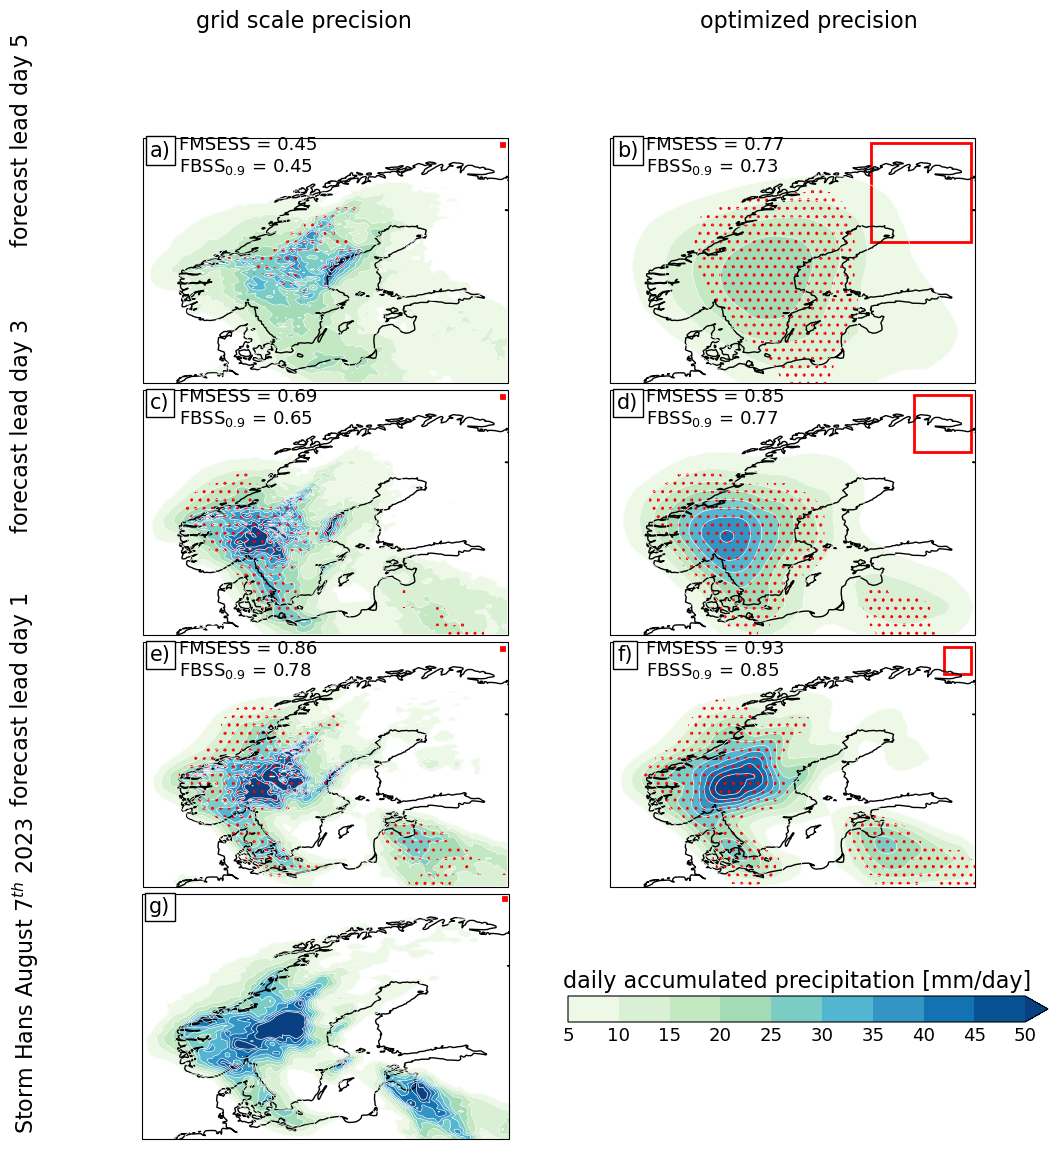 grid scale precision
optimized precision
forecast lead day 5
a) FMSESS = 0.45
FBSS0.9 = 0.45
b) FMSESS = 0.77
FBSS0.9 = 0.73
forecast lead day 3
c) FMSESS = 0.69
FBSS0.9 = 0.65
d) FMSESS = 0.85
FBSS0.9 = 0.77
forecast lead day 1
e) FMSESS = 0.86
FBSS0.9 = 0.78
f) FMSESS = 0.93
FBSS0.9 = 0.85
Storm Hans August 7th 2023
g)
daily accumulated precipitation [mm/day]
5 10 15 20 25 30 35 40 45 50